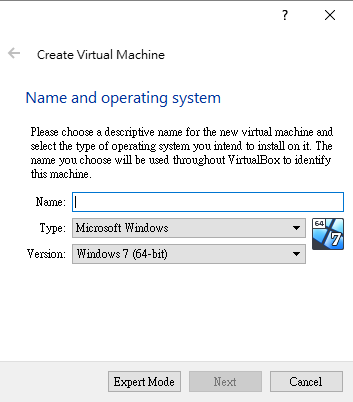 ?
Create Virtual Machine
Name and operating system
Please choose a descriptive name for the new virtual machine and
select the type of operating system you intend to install on it. The
name you choose will be used throughout VirtualBox to identify
this machine.
Name:
Type: Microsoft Windows
64
7
Version: Windows 7 (64-bit)
Expert Mode Next Cancel